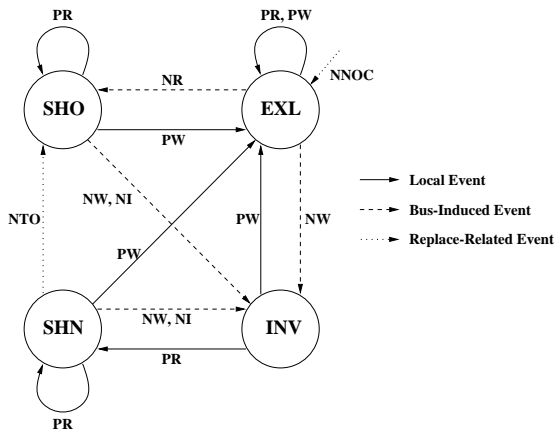 PR
PR, PW
NNOC
NR
SHO
EXL
PW
Local Event
NW, NI
Bus-Induced Event
NTO
PW
NW
PW
Replace-Related Event
SHN
NW, NI
INV
PR
PR